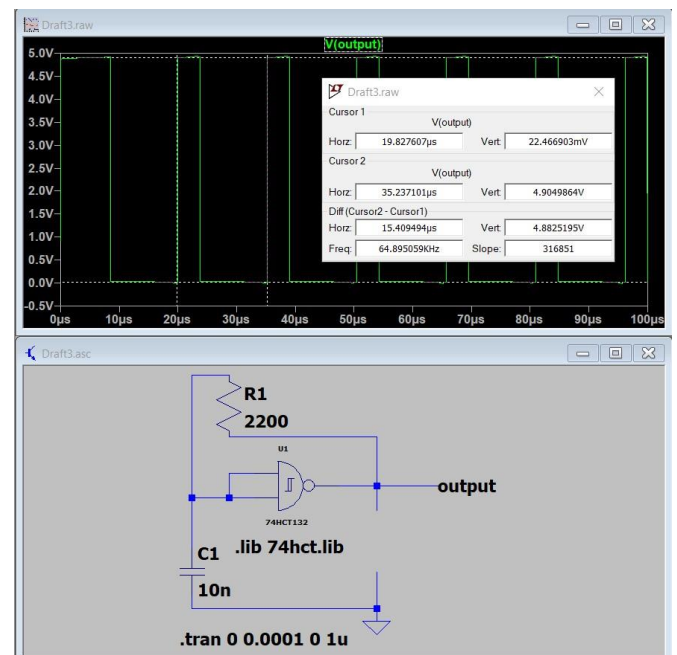 Draft3.raw
V(output)
5.0V
4.5V
4.0V
3.5V
3.0V
2.5V
2.0V
1.5V
1.0V
0.5V
0.0V
-0.5V
0µs 10µs 20µs 30µs 40µs 50µs 60µs 70µs 80µs 90µs 100µs
Draft3.raw
Cursor 1
V(output)
Horz: 19.827607µs Vert: 22.466903mV
Cursor 2
V(output)
Horz: 35.237101µs Vert: 4.9049864V
Diff (Cursor2 - Cursor1)
Horz: 15.409494µs Vert: 4.8825195V
Freq: 64.895059KHz Slope: 316851
Draft3.asc
R1
2200
U1
output
74HCT132
.lib 74hct.lib
C1
10n
.tran 0 0.0001 0 1u